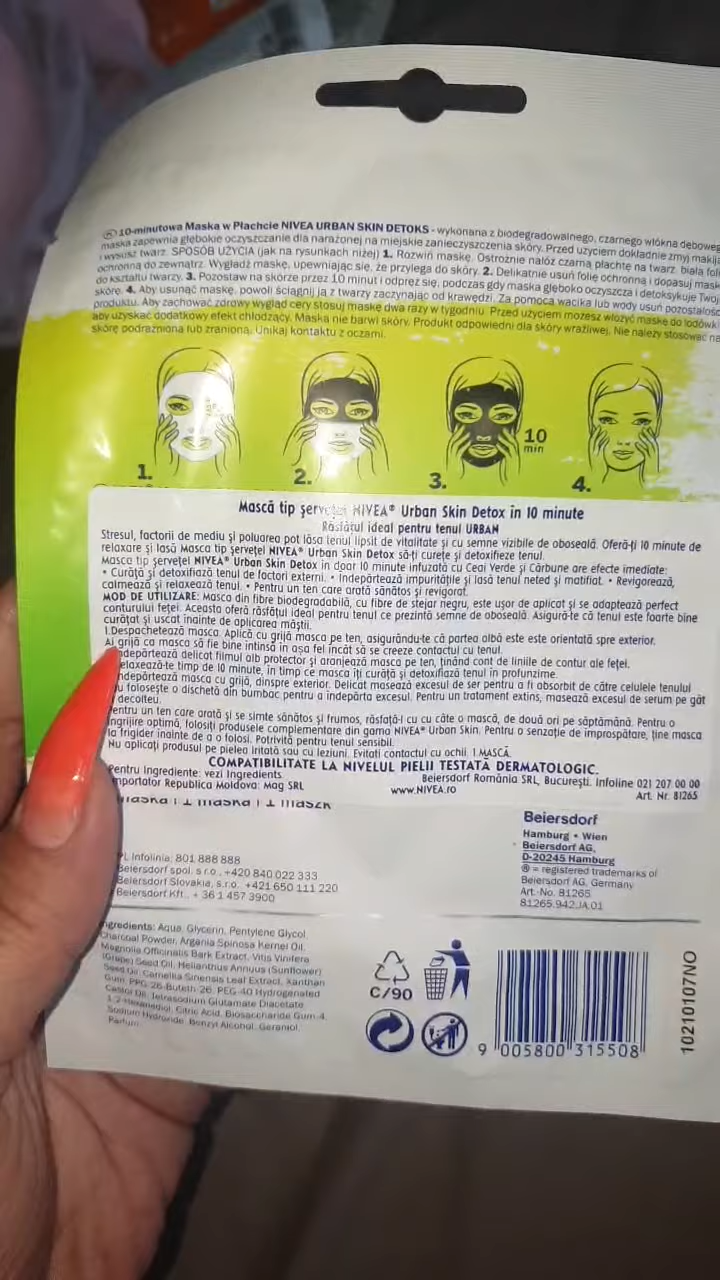 PL 10-minutowa Maska w Płachcie NIVEA URBAN SKIN DETOKS - wykonana z biodegradowalnego, czarnego włókna dęboweg
maska zapewnia głębokie oczyszczanie dla narażonej na miejskie zanieczyszczenia skóry. Przed użyciem dokładnie zmyj makija
i wysusz twarz. SPOSÓB UŻYCIA (jak na rysunkach niżej) 1. Rozwiń maskę. Ostrożnie nałóż czarną płachtę na twarz, białą folię
ochronną do zewnątrz. Wygładź maskę, upewniając się, że przylega do skóry. 2. Delikatnie usuń folię ochronną i dopasuj mask
do kształtu twarzy. 3. Pozostaw na skórze przez 10 minut i odpręż się, podczas gdy maska głęboko oczyszcza i detoksykuje Twoją
skórę. 4. Aby usunąć maskę, powoli ściągnij ją z twarzy zaczynając od krawędzi. Za pomocą wacika lub wody usuń pozostałoś
produktu. Aby zachować zdrowy wygląd cery stosuj maskę dwa razy w tygodniu. Przed użyciem możesz włożyć maskę do lodówk
aby uzyskać dodatkowy efekt chłodzący. Maska nie barwi skóry. Produkt odpowiedni dla skóry wrażliwej. Nie należy stosować na
skórę podrażnioną lub zranioną. Unikaj kontaktu z oczami.
1.
2.
3.
10
min
4.
Mască tip șervețel NIVEA® Urban Skin Detox în 10 minute
Răsfățul ideal pentru tenul URBAN
Stresul, factorii de mediu și poluarea pot lăsa tenul lipsit de vitalitate și cu semne vizibile de oboseală. Oferă-ți 10 minute de
relaxare și lasă Masca tip șervețel NIVEA® Urban Skin Detox să-ți curețe și detoxifieze tenul.
Masca tip șervețel NIVEA® Urban Skin Detox în doar 10 minute infuzată cu Ceai Verde și Cărbune are efecte imediate:
• Curăță și detoxifiază tenul de factori externi. • Îndepărtează impuritățile și lasă tenul neted și matifiat. • Revigorează,
calmează și relaxează tenul. • Pentru un ten care arată sănătos și revigorat.
MOD DE UTILIZARE: Masca din fibre biodegradabilă, cu fibre de stejar negru, este ușor de aplicat și se adaptează perfect
conturului feței. Aceasta oferă răsfățul ideal pentru tenul ce prezintă semne de oboseală. Asigură-te că tenul este foarte bine
curățat și uscat înainte de aplicarea măștii.
1.Despachetează masca. Aplică cu grijă masca pe ten, asigurându-te că partea albă este este orientată spre exterior.
Ai grijă ca masca să fie bine întinsă în așa fel încât să se creeze contactul cu tenul.
ndepărtează delicat filmul alb protector și aranjează masca pe ten, ținând cont de liniile de contur ale feței.
elaxează-te timp de 10 minute, în timp ce masca îți curăță și detoxifiază tenul în profunzime.
ndepărtează masca cu grijă, dinspre exterior. Delicat masează excesul de ser pentru a fi absorbit de către celulele tenului
u folosește o dischetă din bumbac pentru a îndepărta excesul. Pentru un tratament extins, masează excesul de serum pe gât
decolteu.
entru un ten care arată și se simte sănătos și frumos, răsfață-l cu cu câte o mască, de două ori pe săptămână. Pentru o
ngrijire optimă, folosiți produsele complementare din gama NIVEA® Urban Skin. Pentru o senzație de împrospătare, ține masca
la frigider înainte de a o folosi. Potrivită pentru tenul sensibil.
Nu aplicați produsul pe pielea iritată sau cu leziuni. Evitați contactul cu ochii. 1 MASCĂ
COMPATIBILITATE LA NIVELUL PIELII TESTATĂ DERMATOLOGIC.
Pentru Ingrediente: vezi Ingredients.
Beiersdorf România SRL, București. Infoline 021 207 00 00
mportator Republica Moldova: Mag SRL
www.NIVEA.ro
Art. Nr. 81265
maska | 1 maska | 1 maszk
PL Infolinia: 801 888 888
Beiersdorf spol. s r.o., +420 840 022 333
Beiersdorf Slovakia, s.r.o. +421 650 111 220
Beiersdorf Kft., + 36 1 457 3900
Beiersdorf
Hamburg • Wien
Beiersdorf AG,
D-20245 Hamburg
® = registered trademarks of
Beiersdorf AG, Germany
Art.-No. 81265
81265.942.JA.01
ngredients: Aqua, Glycerin, Pentylene Glycol,
Charcoal Powder, Argania Spinosa Kernel Oil,
Magnolia Officinalis Bark Extract, Vitis Vinifera
(Grape) Seed Oil, Helianthus Annuus (Sunflower)
Seed Oil, Camellia Sinensis Leaf Extract, Xanthan
Gum, PPG-26-Buteth-26, PEG-40 Hydrogenated
Castor Oil, Tetrasodium Glutamate Diacetate,
1,2-Hexanediol, Citric Acid, Biosaccharide Gum-4,
Sodium Hydroxide, Benzyl Alcohol, Geraniol,
Parfum
C/90
9 005800 315508
10210107NO